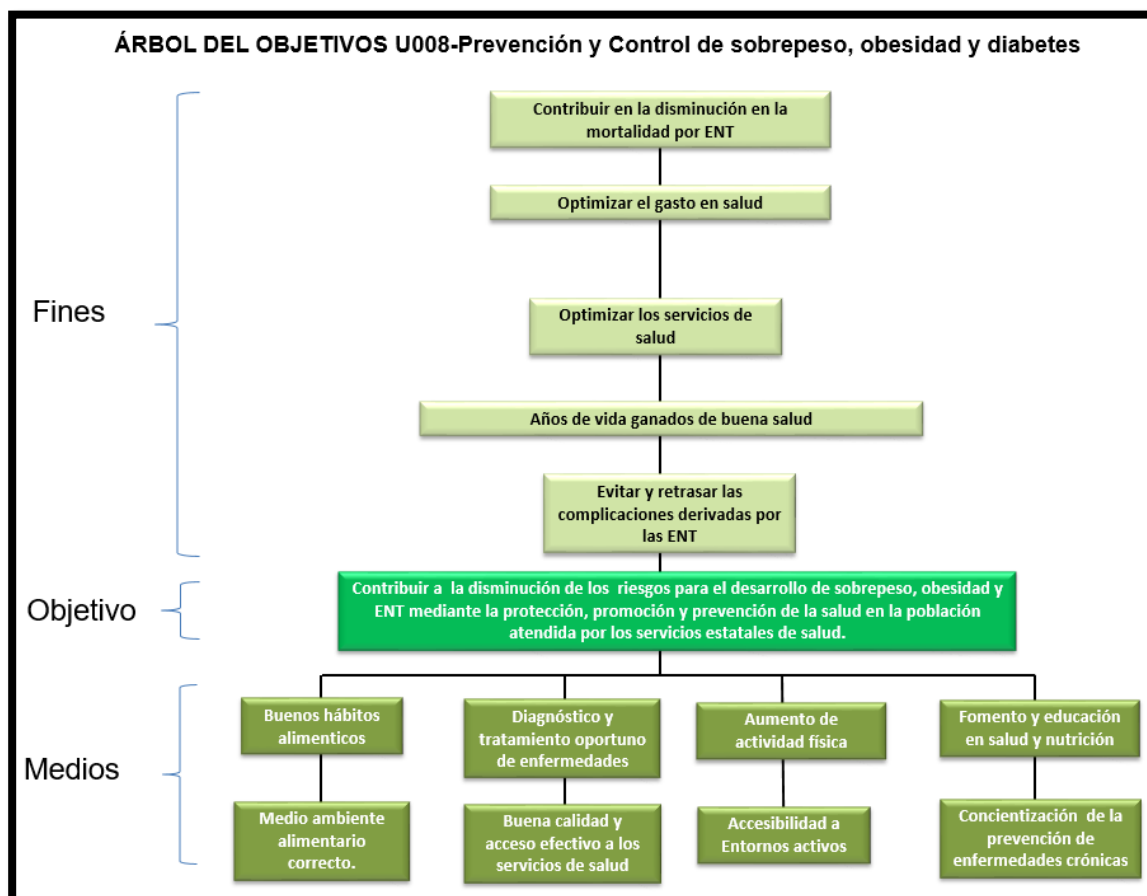 ÁRBOL DEL OBJETIVOS U008-Prevención y Control de sobrepeso, obesidad y diabetes
Fines
Contribuir en la disminución en la
mortalidad por ENT
Optimizar el gasto en salud
Optimizar los servicios de
salud
Años de vida ganados de buena salud
Evitar y retrasar las
complicaciones derivadas por
las ENT
Objetivo
Contribuir a la disminución de los riesgos para el desarrollo de sobrepeso, obesidad y
ENT mediante la protección, promoción y prevención de la salud en la población
atendida por los servicios estatales de salud.
Medios
Buenos hábitos
alimenticos
Diagnóstico y
tratamiento oportuno
de enfermedades
Aumento de
actividad física
Fomento y educación
en salud y nutrición
Medio ambiente
alimentario
correcto.
Buena calidad y
acceso efectivo a los
servicios de salud
Accesibilidad a
Entornos activos
Concientización de la
prevención de
enfermedades crónicas